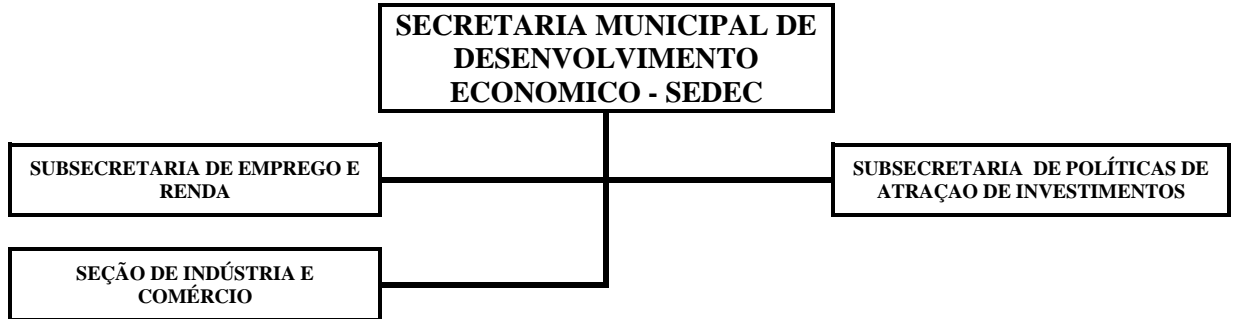 SECRETARIA MUNICIPAL DE
DESENVOLVIMENTO
ECONOMICO - SEDEC
SUBSECRETARIA DE EMPREGO E
RENDA
SUBSECRETARIA DE POLÍTICAS DE
ATRAÇAO DE INVESTIMENTOS
SEÇÃO DE INDÚSTRIA E
COMÉRCIO